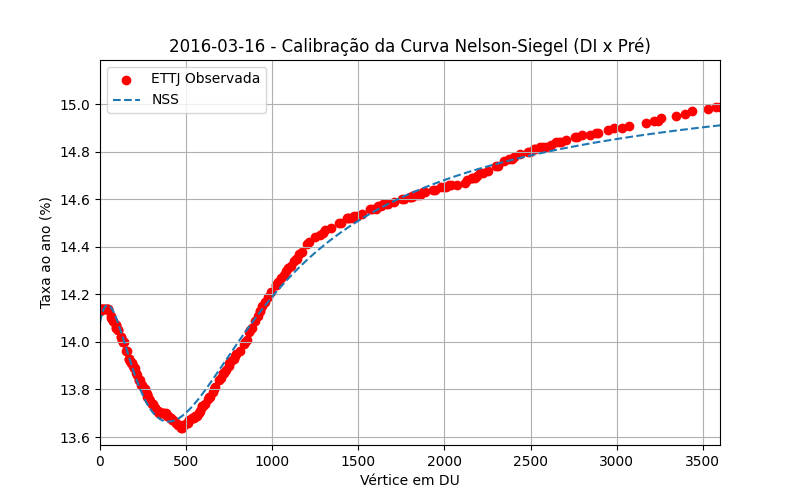 2016-03-16 - Calibração da Curva Nelson-Siegel (DI x Pré)
ETTJ Observada
NSS
Taxa ao ano (%)
15.0
14.8
14.6
14.4
14.2
14.0
13.8
13.6
0 500 1000 1500 2000 2500 3000 3500
Vértice em DU